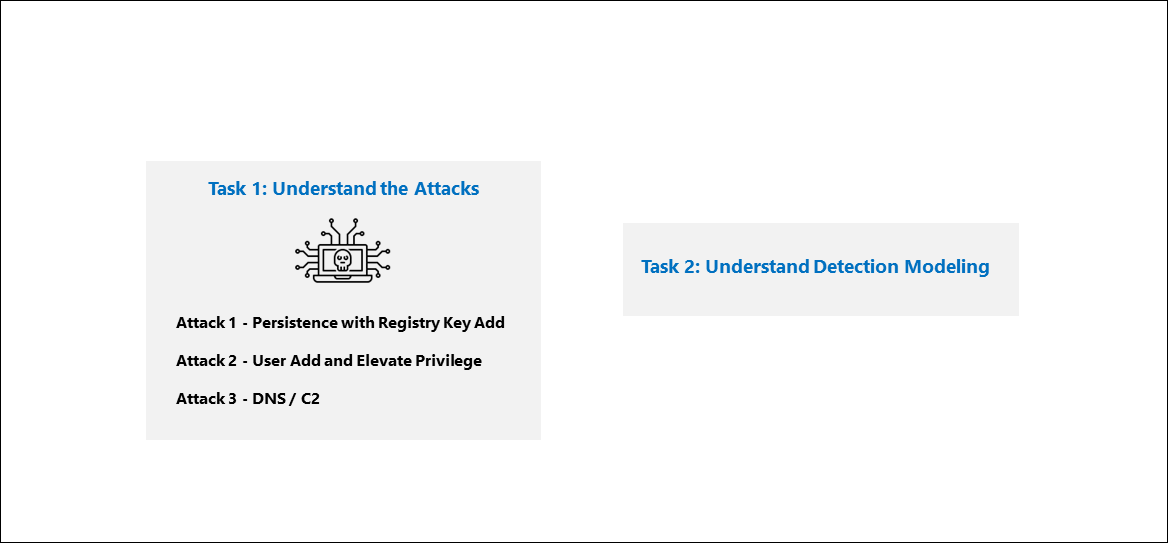 Task 1: Understand the Attacks
Attack 1 - Persistence with Registry Key Add
Attack 2 - User Add and Elevate Privilege
Attack 3 - DNS / C2
Task 2: Understand Detection Modeling